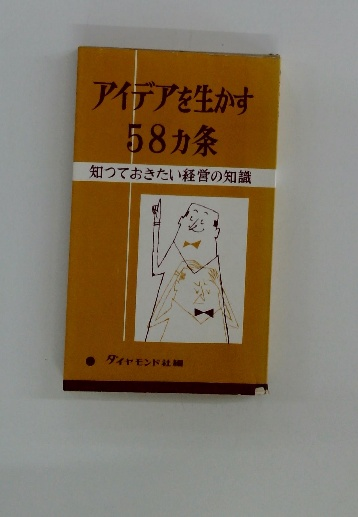 アイデアを生かす
58カ条
知つておきたい経営の知識
ダイヤモンド社編